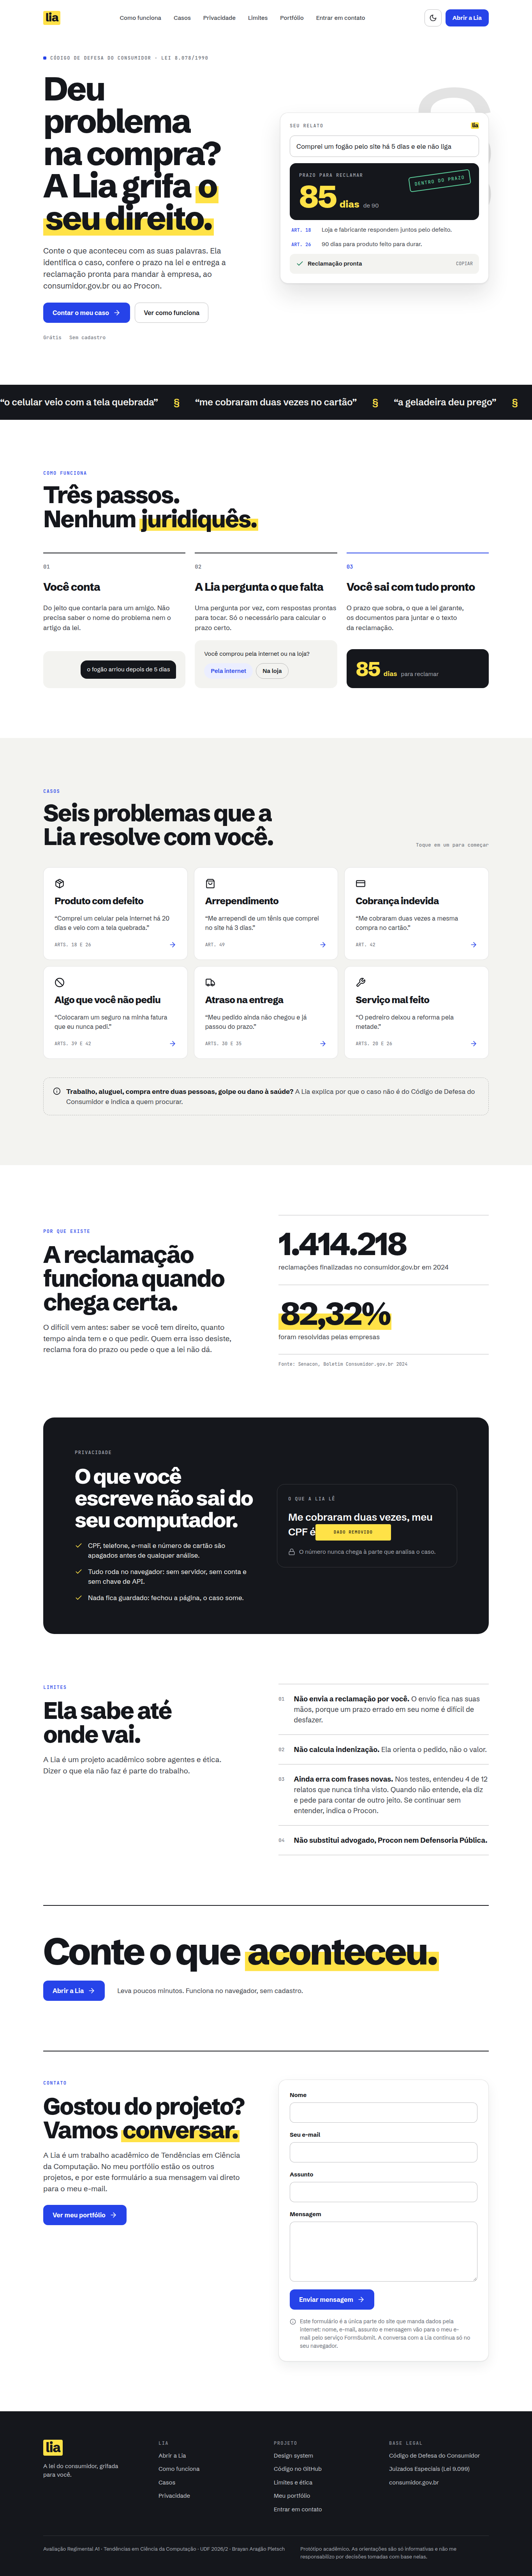 lia
Como funciona
Casos
Privacidade
Limites
Portfólio
Entrar em contato
Abrir a Lia
CÓDIGO DE DEFESA DO CONSUMIDOR · LEI 8.078/1990
Deu
problema
na compra?
A Lia grifa o
seu direito.
Conte o que aconteceu com as suas palavras. Ela
identifica o caso, confere o prazo na lei e entrega a
reclamação pronta para mandar à empresa, ao
consumidor.gov.br ou ao Procon.
Contar o meu caso
Ver como funciona
Grátis
Sem cadastro
SEU RELATO
lia
Comprei um fogão pelo site há 5 dias e ele não liga
PRAZO PARA RECLAMAR
DENTRO DO PRAZO
85 dias de 90
ART. 18
Loja e fabricante respondem juntos pelo defeito.
ART. 26
90 dias para produto feito para durar.
Reclamação pronta
COPIAR
“o celular veio com a tela quebrada”
§
“me cobraram duas vezes no cartão”
§
“a geladeira deu prego”
§
COMO FUNCIONA
Três passos.
Nenhum juridiquês.
01
Você conta
Do jeito que contaria para um amigo. Não
precisa saber o nome do problema nem o
artigo da lei.
o fogão arriou depois de 5 dias
02
A Lia pergunta o que falta
Uma pergunta por vez, com respostas prontas
para tocar. Só o necessário para calcular o
prazo certo.
Você comprou pela internet ou na loja?
Pela internet
Na loja
03
Você sai com tudo pronto
O prazo que sobra, o que a lei garante,
os documentos para juntar e o texto
da reclamação.
85 dias para reclamar
CASOS
Seis problemas que a
Lia resolve com você.
Toque em um para começar
Produto com defeito
“Comprei um celular pela internet há 20
dias e veio com a tela quebrada.”
ARTS. 18 E 26
Arrependimento
“Me arrependi de um tênis que comprei
no site há 3 dias.”
ART. 49
Cobrança indevida
“Me cobraram duas vezes a mesma
compra no cartão.”
ART. 42
Algo que você não pediu
“Colocaram um seguro na minha fatura
que eu nunca pedi.”
ARTS. 39 E 42
Atraso na entrega
“Meu pedido ainda não chegou e já
passou do prazo.”
ARTS. 30 E 35
Serviço mal feito
“O pedreiro deixou a reforma pela
metade.”
ARTS. 20 E 26
Trabalho, aluguel, compra entre duas pessoas, golpe ou dano à saúde? A Lia explica por que o caso não é do Código de Defesa do
Consumidor e indica a quem procurar.
POR QUE EXISTE
A reclamação
funciona quando
chega certa.
O difícil vem antes: saber se você tem direito, quanto
tempo ainda tem e o que pedir. Quem erra isso desiste,
reclama fora do prazo ou pede o que a lei não dá.
1.414.218
reclamações finalizadas no consumidor.gov.br em 2024
82,32%
foram resolvidas pelas empresas
Fonte: Senacon, Boletim Consumidor.gov.br 2024
PRIVACIDADE
O que você
escreve não sai do
seu computador.
CPF, telefone, e-mail e número de cartão são
apagados antes de qualquer análise.
Tudo roda no navegador: sem servidor, sem conta e
sem chave de API.
Nada fica guardado: fechou a página, o caso some.
O QUE A LIA LÊ
Me cobraram duas vezes, meu
CPF é DADO REMOVIDO
O número nunca chega à parte que analisa o caso.
LIMITES
Ela sabe até
onde vai.
A Lia é um projeto acadêmico sobre agentes e ética.
Dizer o que ela não faz é parte do trabalho.
01
Não envia a reclamação por você. O envio fica nas suas
mãos, porque um prazo errado em seu nome é difícil de
desfazer.
02
Não calcula indenização. Ela orienta o pedido, não o valor.
03
Ainda erra com frases novas. Nos testes, entendeu 4 de 12
relatos que nunca tinha visto. Quando não entende, ela diz
e pede para contar de outro jeito. Se continuar sem
entender, indica o Procon.
04
Não substitui advogado, Procon nem Defensoria Pública.
Conte o que aconteceu.
Abrir a Lia
Leva poucos minutos. Funciona no navegador, sem cadastro.
CONTATO
Gostou do projeto?
Vamos conversar.
A Lia é um trabalho acadêmico de Tendências em Ciência
da Computação. No meu portfólio estão os outros
projetos, e por este formulário a sua mensagem vai direto
para o meu e-mail.
Ver meu portfólio
Nome
Seu e-mail
Assunto
Mensagem
Enviar mensagem
Este formulário é a única parte do site que manda dados pela
internet: nome, e-mail, assunto e mensagem vão para o meu e-
mail pelo serviço FormSubmit. A conversa com a Lia continua só no
seu navegador.
lia
A lei do consumidor, grifada
para você.
LIA
Abrir a Lia
Como funciona
Casos
Privacidade
PROJETO
Design system
Código no GitHub
Limites e ética
Meu portfólio
Entrar em contato
BASE LEGAL
Código de Defesa do Consumidor
Juizados Especiais (Lei 9.099)
consumidor.gov.br
Avaliação Regimental A1 · Tendências em Ciência da Computação · UDF 2026/2 · Brayan Aragão Pletsch
Protótipo acadêmico. As orientações são só informativas e não me
responsabilizo por decisões tomadas com base nelas.